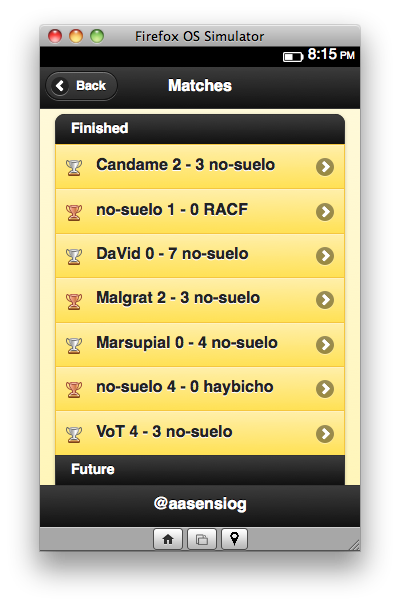 Firefox OS Simulator
8:15 PM
Back
Matches
Finished
Candame 2 - 3 no-suelo
no-suelo 1 - 0 RACF
DaVid 0 - 7 no-suelo
Malgrat 2 - 3 no-suelo
Marsupial 0 - 4 no-suelo
no-suelo 4 - 0 haybicho
VoT 4 - 3 no-suelo
Future
@aasensiog